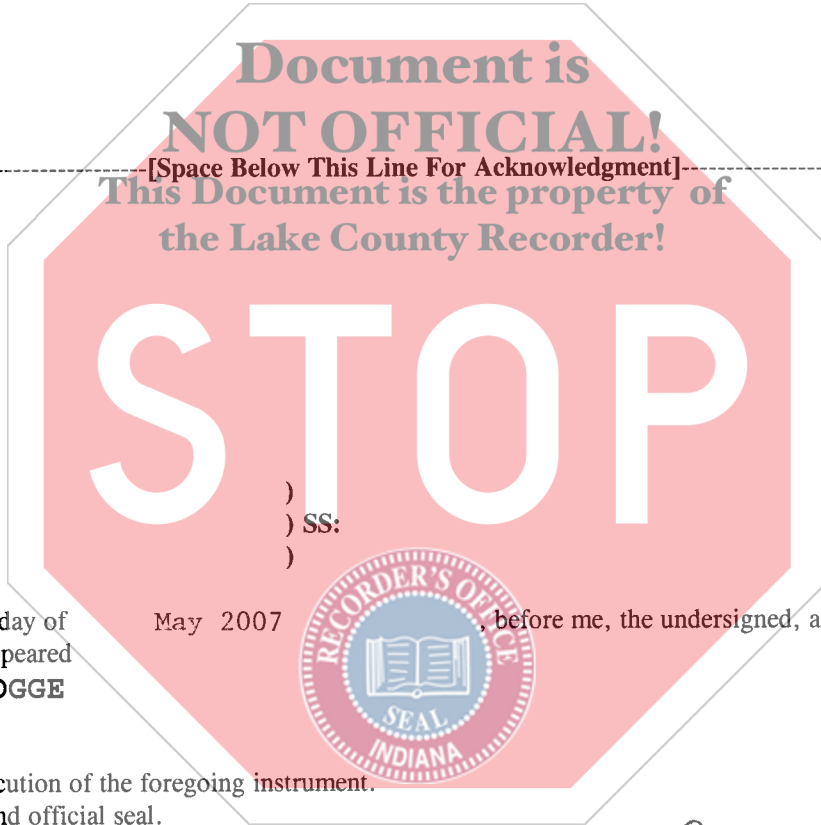 Document is
NOT OFFICIAL!
[Space Below This Line For Acknowledgment]
This Document is the property of
the Lake County Recorder!
STOP
)
) SS:
)
day of May 2007, before me, the undersigned, a
peared
OGGE
RECORDER'S OFFICE
SEAL
INDIANA
cution of the foregoing instrument.
nd official seal.